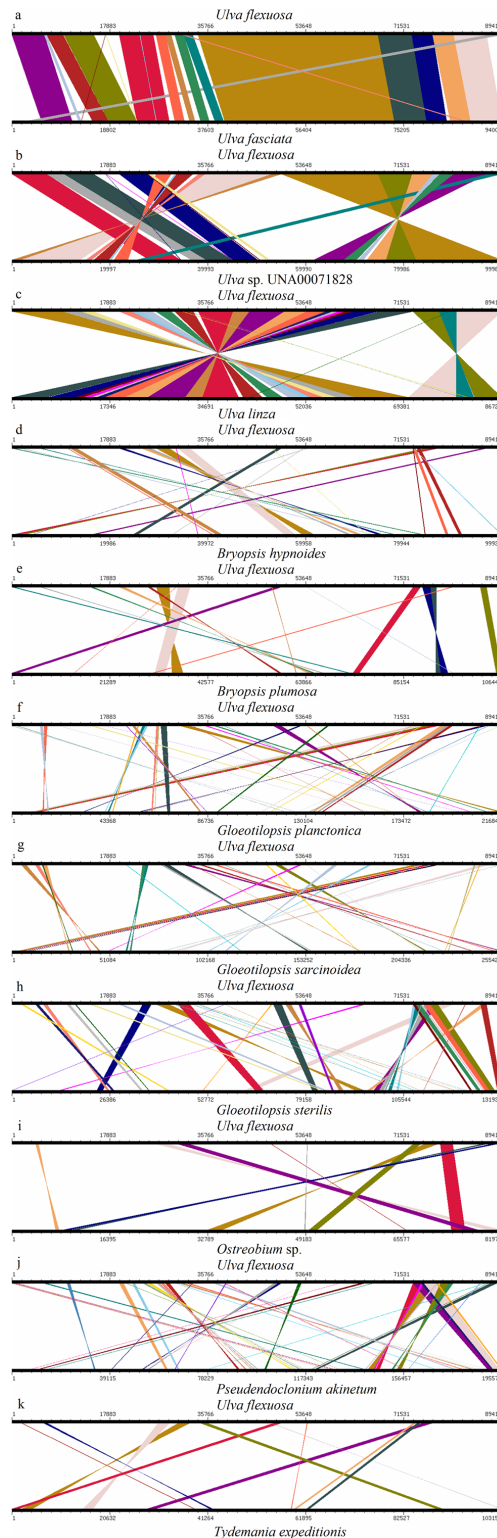 a Ulva flexuosa
1 17883 35766 53648 71531 8941
1 18802 37603 56404 75205 9400
Ulva fasciata
b Ulva flexuosa
1 17883 35766 53648 71531 8941
1 19997 39993 59990 79986 9998
Ulva sp. UNA00071828
c Ulva flexuosa
1 17883 35766 53648 71531 8941
1 17346 34691 52036 69381 8672
Ulva linza
d Ulva flexuosa
1 17883 35766 53648 71531 8941
1 19986 39972 59958 79944 9993
Bryopsis hypnoides
e Ulva flexuosa
1 17883 35766 53648 71531 8941
1 21289 42577 63866 85154 10644
Bryopsis plumosa
f Ulva flexuosa
1 17883 35766 53648 71531 8941
1 43368 86736 130104 173472 21684
Gloeotilopsis planctonica
g Ulva flexuosa
1 17883 35766 53648 71531 8941
1 51084 102168 153252 204336 25542
Gloeotilopsis sarcinoidea
h Ulva flexuosa
1 17883 35766 53648 71531 8941
1 26386 52772 79158 105544 13193
Gloeotilopsis sterilis
i Ulva flexuosa
1 17883 35766 53648 71531 8941
1 16395 32789 49183 65577 8197
Ostreobium sp.
j Ulva flexuosa
1 17883 35766 53648 71531 8941
1 39115 78229 117343 156457 19557
Pseudendoclonium akinetum
k Ulva flexuosa
1 17883 35766 53648 71531 8941
1 20632 41264 61895 82527 10315
Tydemania expeditionis